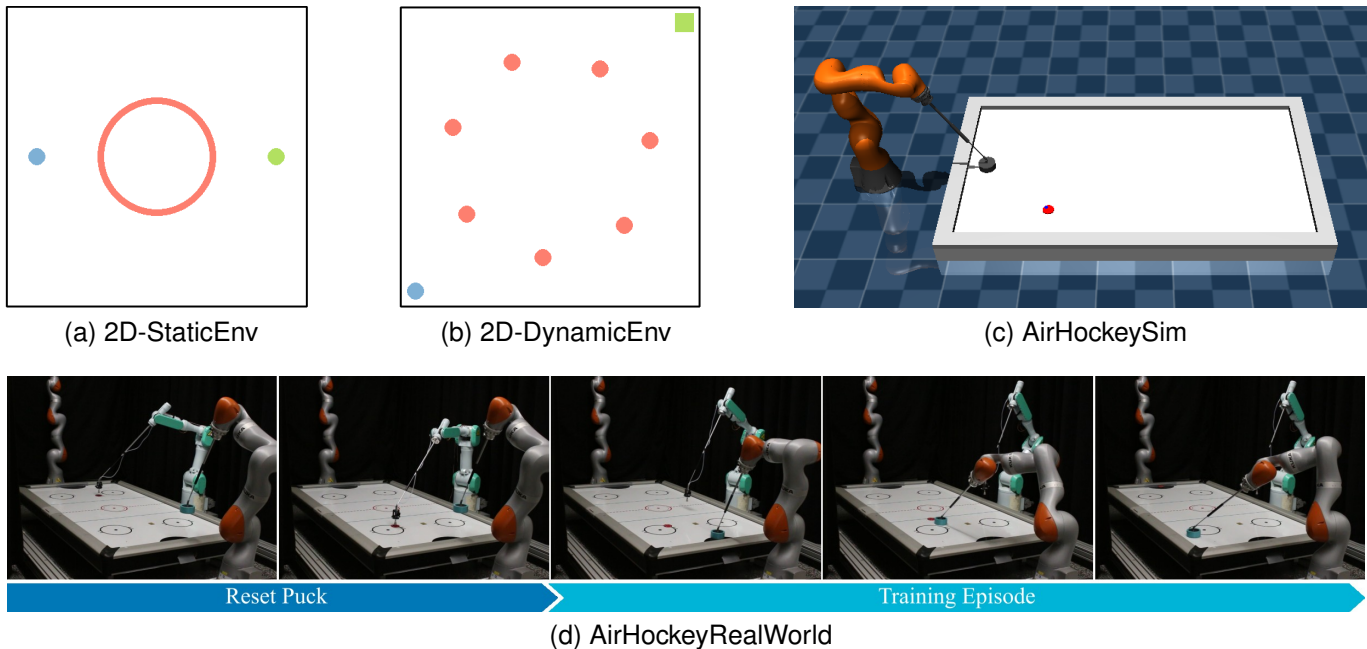 (a) 2D-StaticEnv
(b) 2D-DynamicEnv
(c) AirHockeySim
Reset Puck
Training Episode
(d) AirHockeyRealWorld